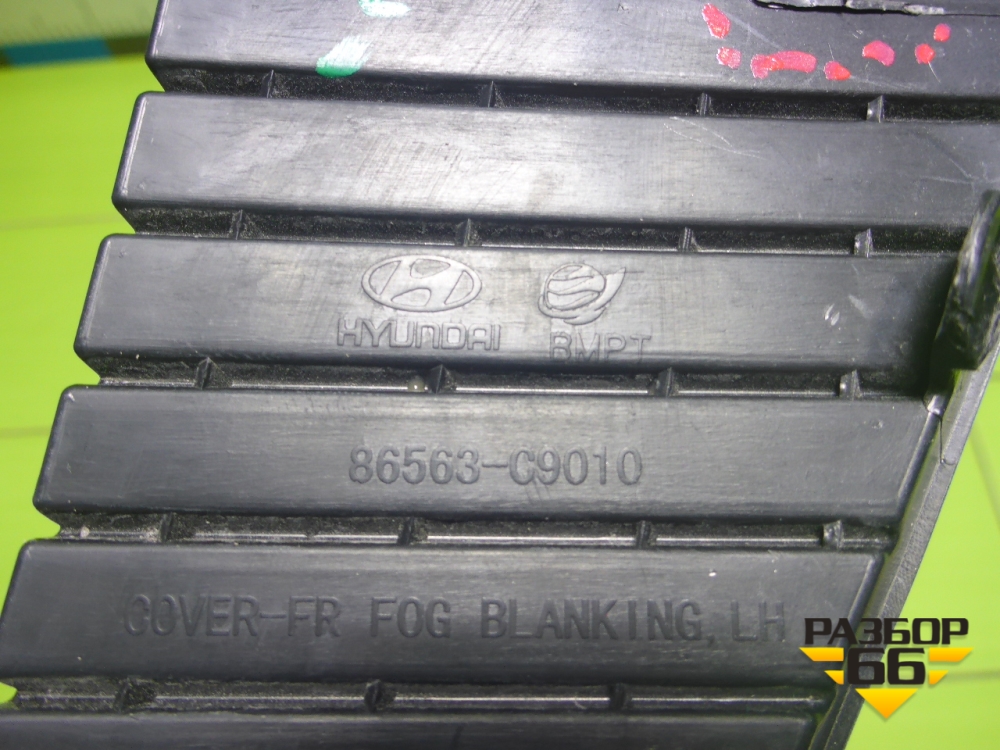 HYUNDAI BMPT
86563-C9010
COVER-FR FOG BLANKING, LH
РАЗБОР
66